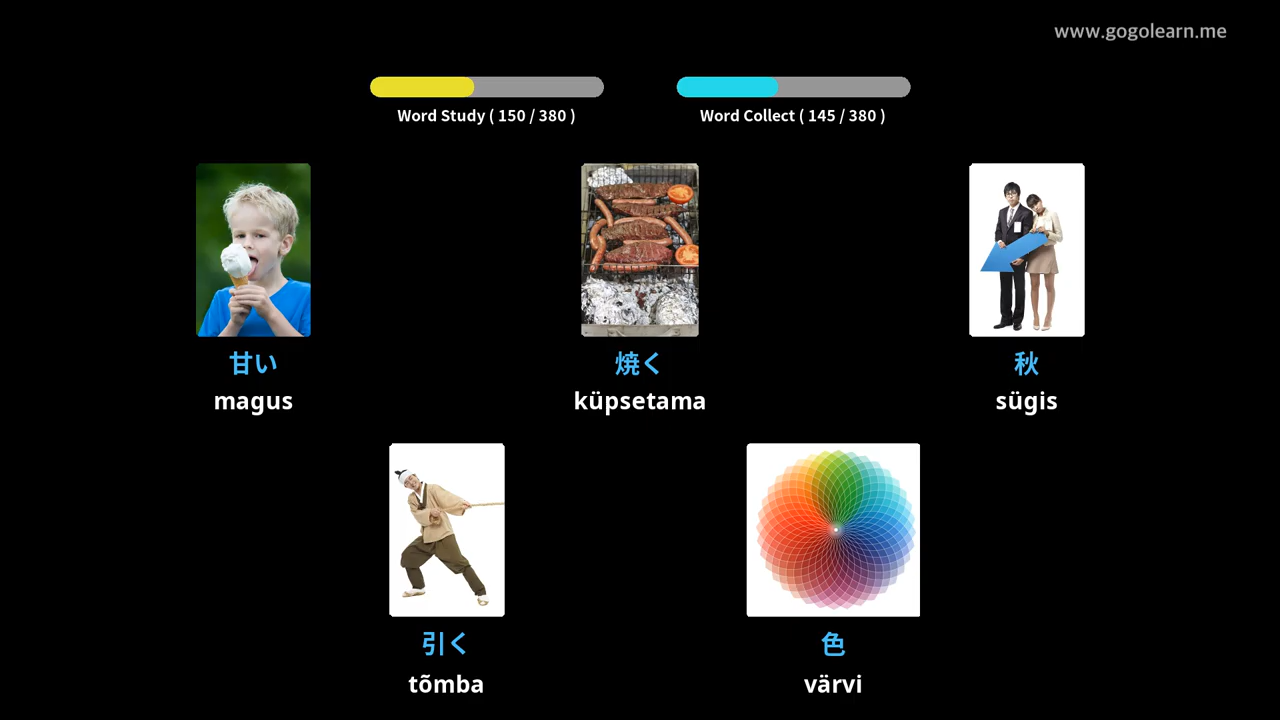 www.gogolearn.me
Word Study ( 150 / 380 )
Word Collect ( 145 / 380 )
甘い
magus
焼く
küpsetama
秋
sügis
引く
tõmba
色
värvi